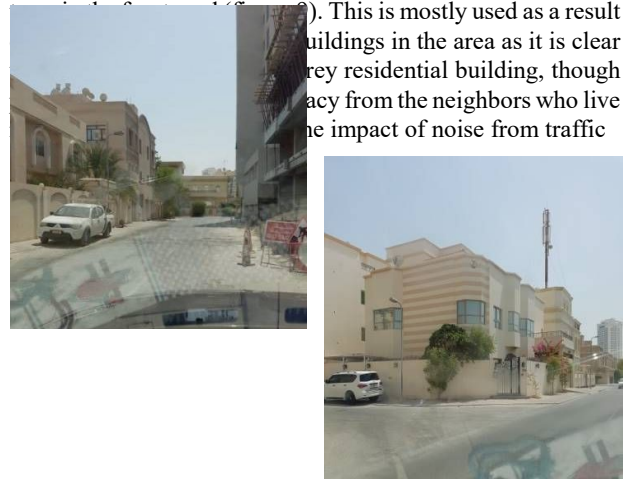 ). This is mostly used as a result
uildings in the area as it is clear
rey residential building, though
acy from the neighbors who live
e impact of noise from traffic